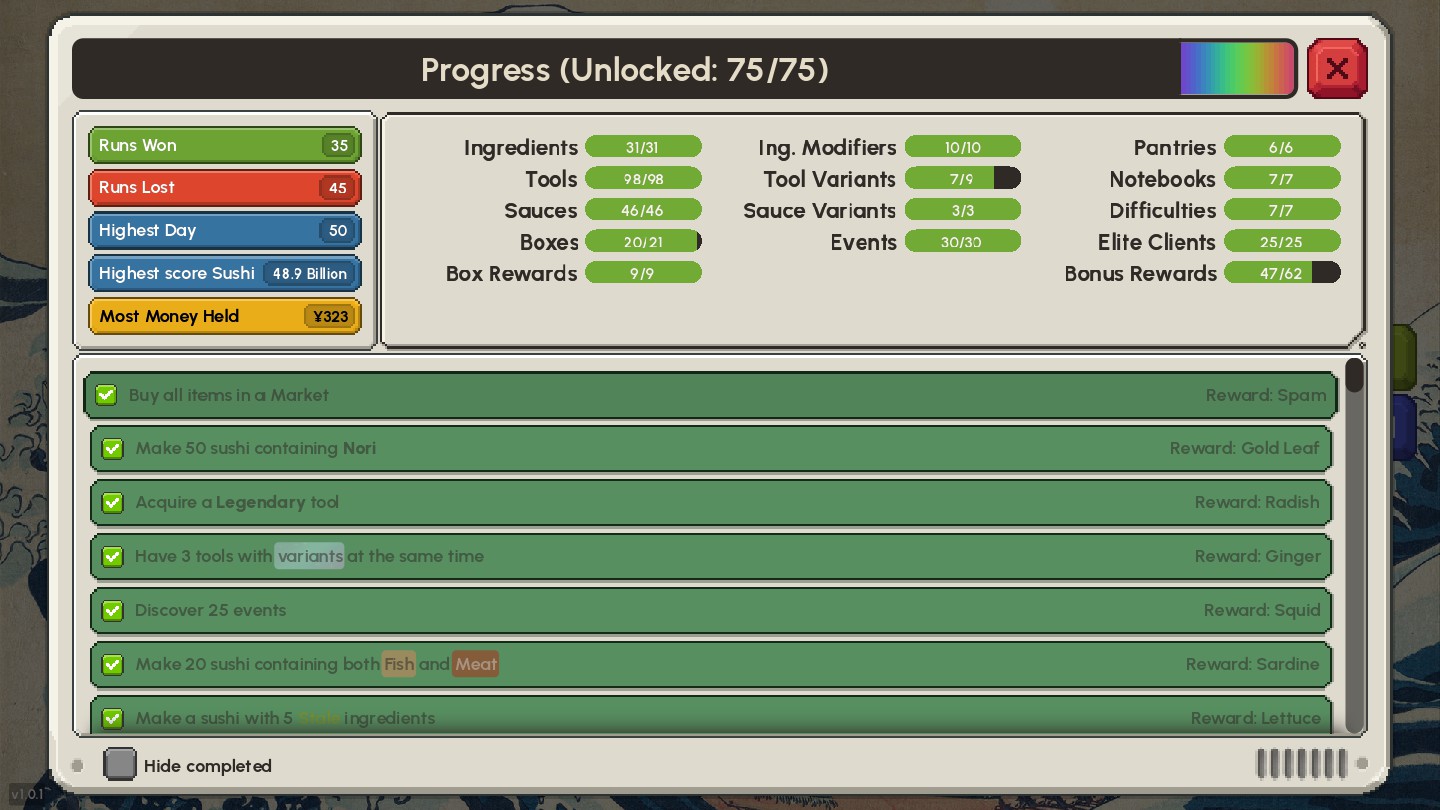 Progress (Unlocked: 75/75)
Runs Won 35
Runs Lost 45
Highest Day 50
Highest score Sushi 48.9 Billion
Most Money Held ¥323
Ingredients 31/31
Tools 98/98
Sauces 46/46
Boxes 20/21
Box Rewards 9/9
Ing. Modifiers 10/10
Tool Variants 7/9
Sauce Variants 3/3
Events 30/30
Pantries 6/6
Notebooks 7/7
Difficulties 7/7
Elite Clients 25/25
Bonus Rewards 47/62
Buy all items in a Market Reward: Spam
Make 50 sushi containing Nori Reward: Gold Leaf
Acquire a Legendary tool Reward: Radish
Have 3 tools with variants at the same time Reward: Ginger
Discover 25 events Reward: Squid
Make 20 sushi containing both Fish and Meat Reward: Sardine
Make a sushi with 5 Stale ingredients Reward: Lettuce
Hide completed
v1.0.1